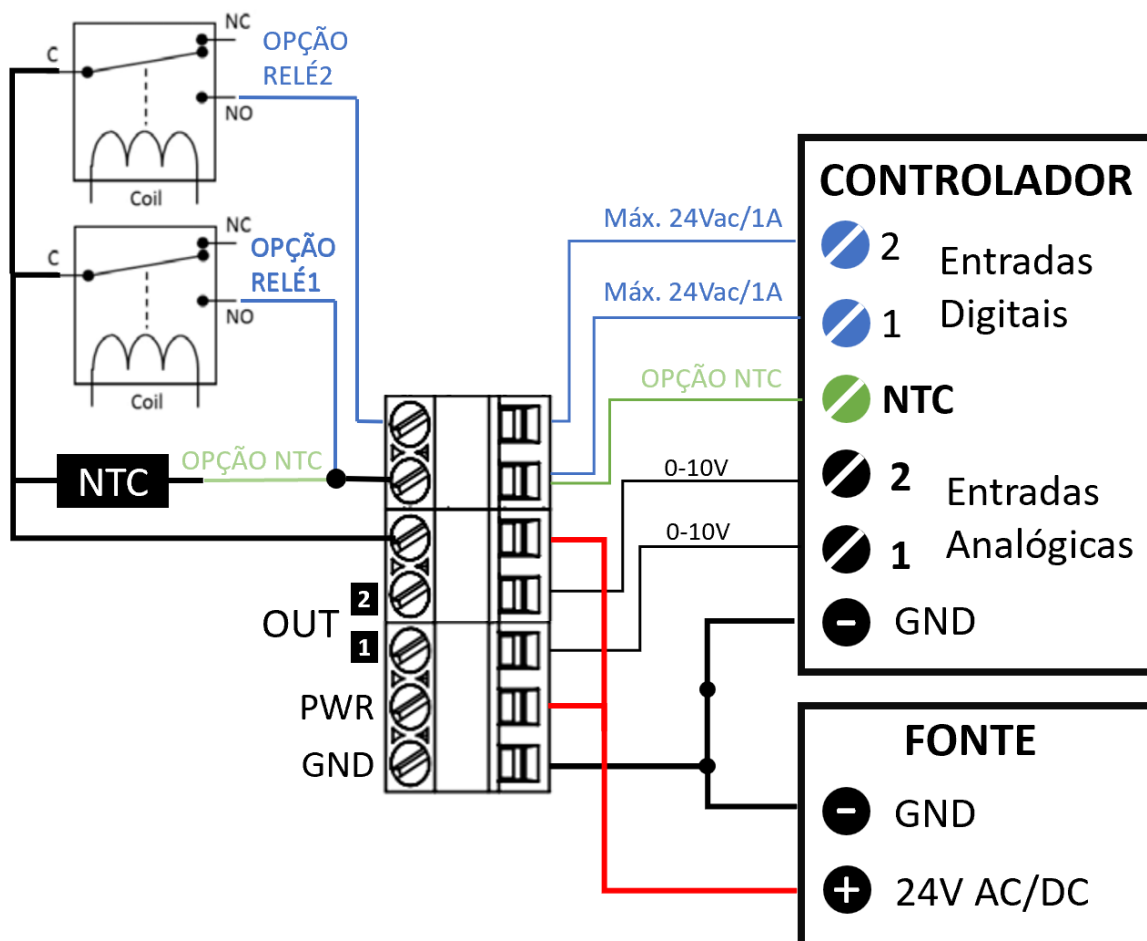 NC
C
OPÇÃO
RELÉ2
NO
Coil
NC
C
OPÇÃO
RELÉ1
NO
Coil
NTC
OPÇÃO NTC
OUT
2
1
PWR
GND
Máx. 24Vac/1A
Máx. 24Vac/1A
OPÇÃO NTC
0-10V
0-10V
CONTROLADOR
2
1
Entradas
Digitais
NTC
2
1
Entradas
Analógicas
- GND
FONTE
- GND
+ 24V AC/DC